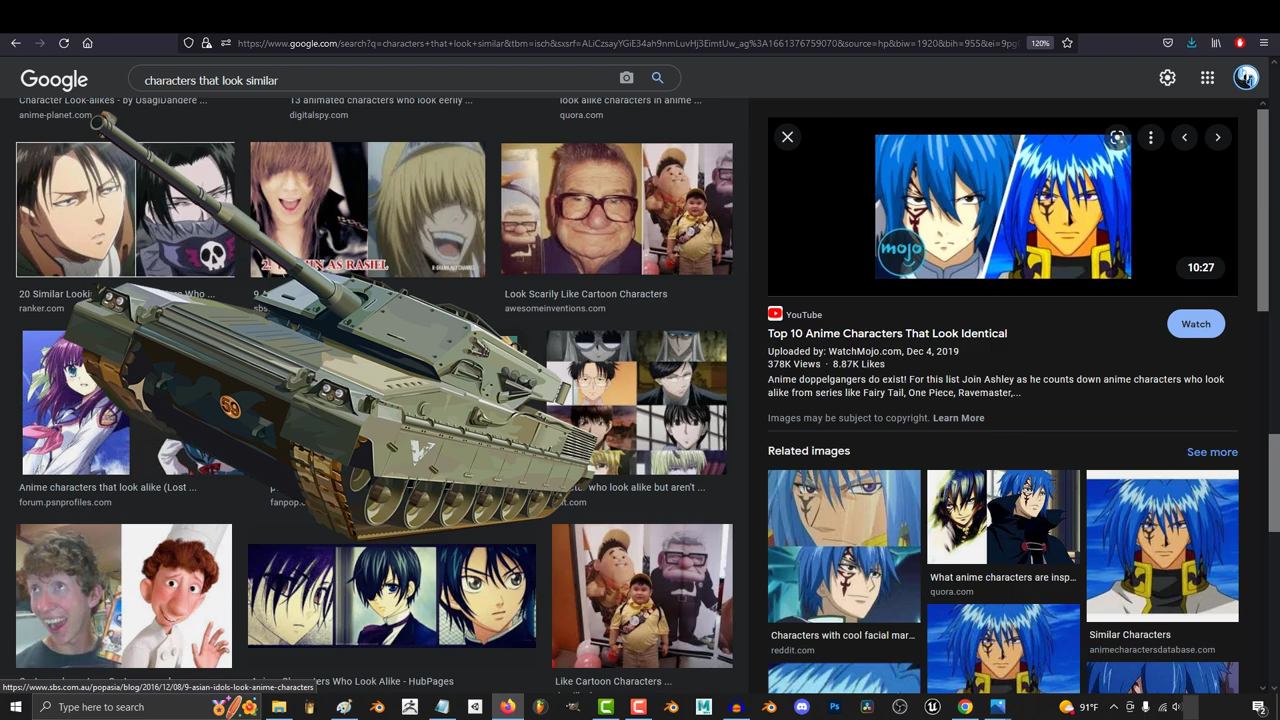 https://www.google.com/search?q=characters+that+look+similar&tbm=isch&sxsrf=ALiCzsayYGiE34ah9nmLuvHj3EimtUw_ag%3A1661376759070&source=hp&biw=1920&bih=955&ei=9pg
120%
Google
characters that look similar
Character Look-alikes - by UsagiDandere ...
anime-planet.com
13 animated characters who look eerily ...
digitalspy.com
look alike characters in anime ...
quora.com
20 Similar
ranker.com
Who ...
Look Scarily Like Cartoon Characters
awesomeinventions.com
59
Anime characters that look alike (Lost ...
forum.psnprofiles.com
fanpop.
who look alike but aren't ...
Who Look Alike - HubPages
Like Cartoon Characters ...
https://www.sbs.com.au/popasia/blog/2016/12/08/9-asian-idols-look-anime-characters
mojo
10:27
YouTube
Top 10 Anime Characters That Look Identical
Watch
Uploaded by: WatchMojo.com, Dec 4, 2019
378K Views · 8.87K Likes
Anime doppelgangers do exist! For this list Join Ashley as he counts down anime characters who look
alike from series like Fairy Tail, One Piece, Ravemaster,...
Images may be subject to copyright. Learn More
Related images
See more
What anime characters are insp...
quora.com
Characters with cool facial mar...
reddit.com
Similar Characters
animecharactersdatabase.com
Type here to search
91°F
2